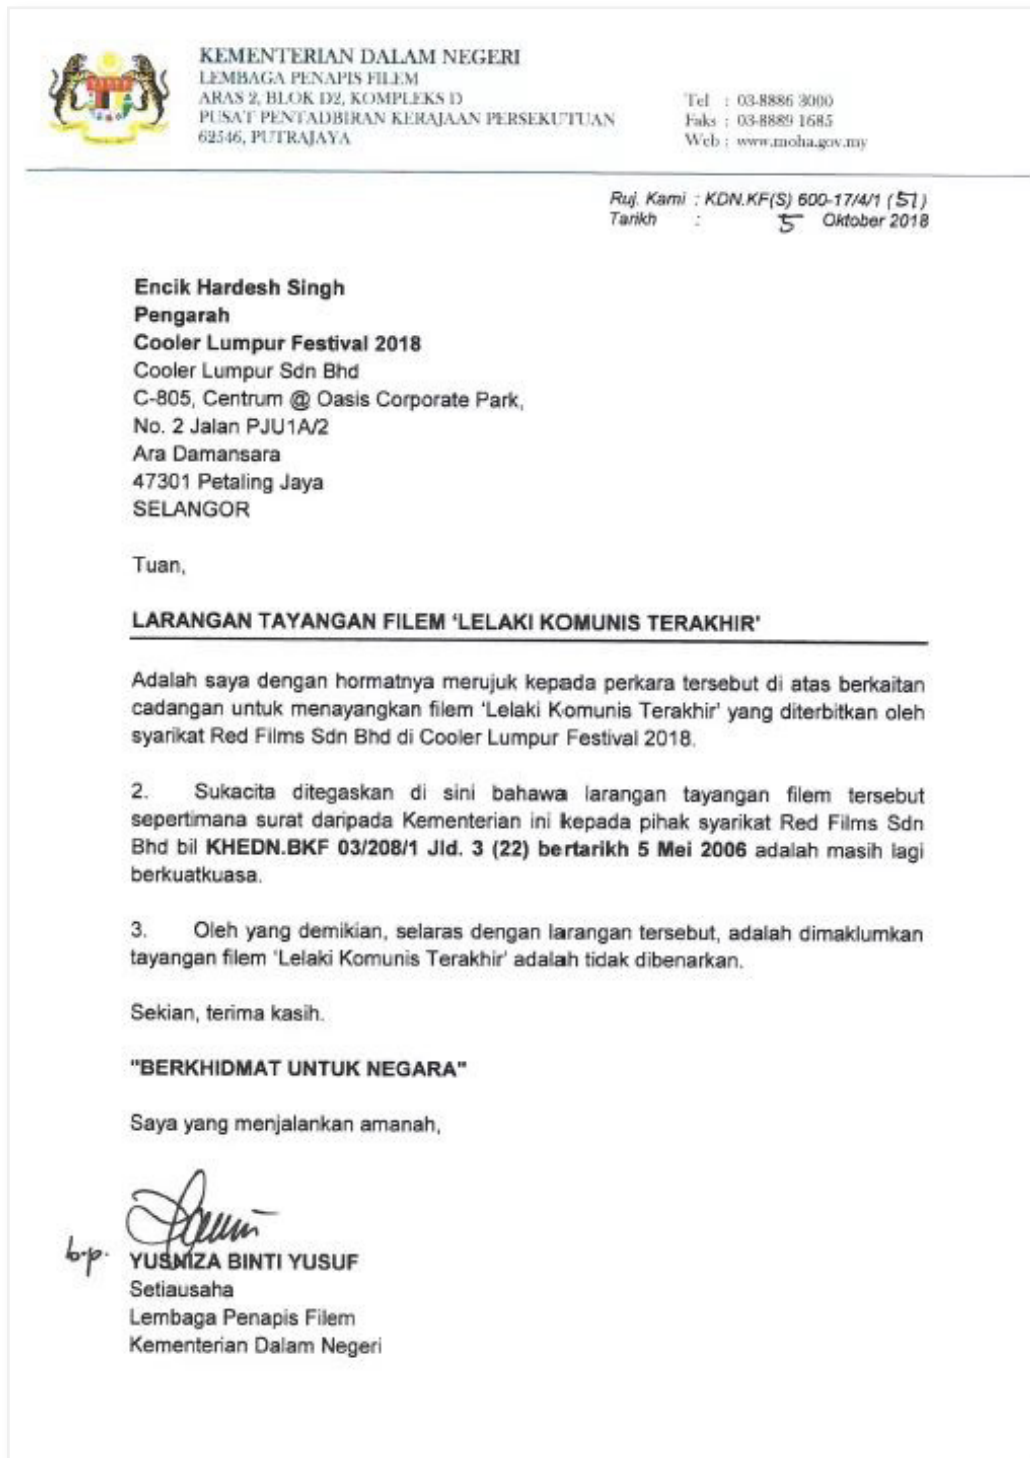 KEMENTERIAN DALAM NEGERI
LEMBAGA PENAPIS FILEM
ARAS 2, BLOK D2, KOMPLEKS D
PUSAT PENTADBIRAN KERAJAAN PERSEKUTUAN
62546, PUTRAJAYA
Tel : 03-8886 3000
Faks : 03-8889 1685
Web : www.moha.gov.my
Ruj. Kami : KDN.KF(S) 600-17/4/1 (51)
Tarikh : 5 Oktober 2018
Encik Hardesh Singh
Pengarah
Cooler Lumpur Festival 2018
Cooler Lumpur Sdn Bhd
C-805, Centrum @ Oasis Corporate Park,
No. 2 Jalan PJU1A/2
Ara Damansara
47301 Petaling Jaya
SELANGOR
Tuan,
LARANGAN TAYANGAN FILEM 'LELAKI KOMUNIS TERAKHIR'
Adalah saya dengan hormatnya merujuk kepada perkara tersebut di atas berkaitan
cadangan untuk menayangkan filem 'Lelaki Komunis Terakhir' yang diterbitkan oleh
syarikat Red Films Sdn Bhd di Cooler Lumpur Festival 2018.
2. Sukacita ditegaskan di sini bahawa larangan tayangan filem tersebut
sepertimana surat daripada Kementerian ini kepada pihak syarikat Red Films Sdn
Bhd bil KHEDN.BKF 03/208/1 Jld. 3 (22) bertarikh 5 Mei 2006 adalah masih lagi
berkuatkuasa.
3. Oleh yang demikian, selaras dengan larangan tersebut, adalah dimaklumkan
tayangan filem 'Lelaki Komunis Terakhir' adalah tidak dibenarkan.
Sekian, terima kasih.
"BERKHIDMAT UNTUK NEGARA"
Saya yang menjalankan amanah,
b.p.
YUSNIZA BINTI YUSUF
Setiausaha
Lembaga Penapis Filem
Kementerian Dalam Negeri